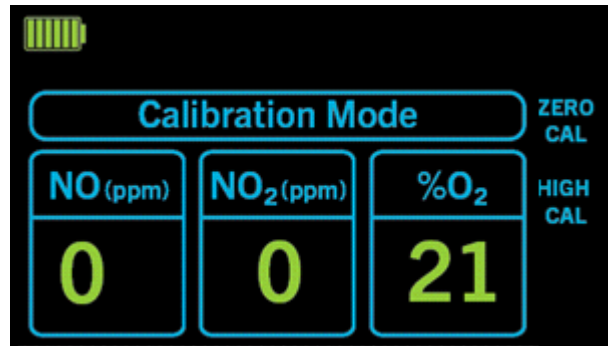 Calibration Mode
ZERO
CAL
NO (ppm) NO₂ (ppm) %O₂
HIGH
CAL
0 0 21